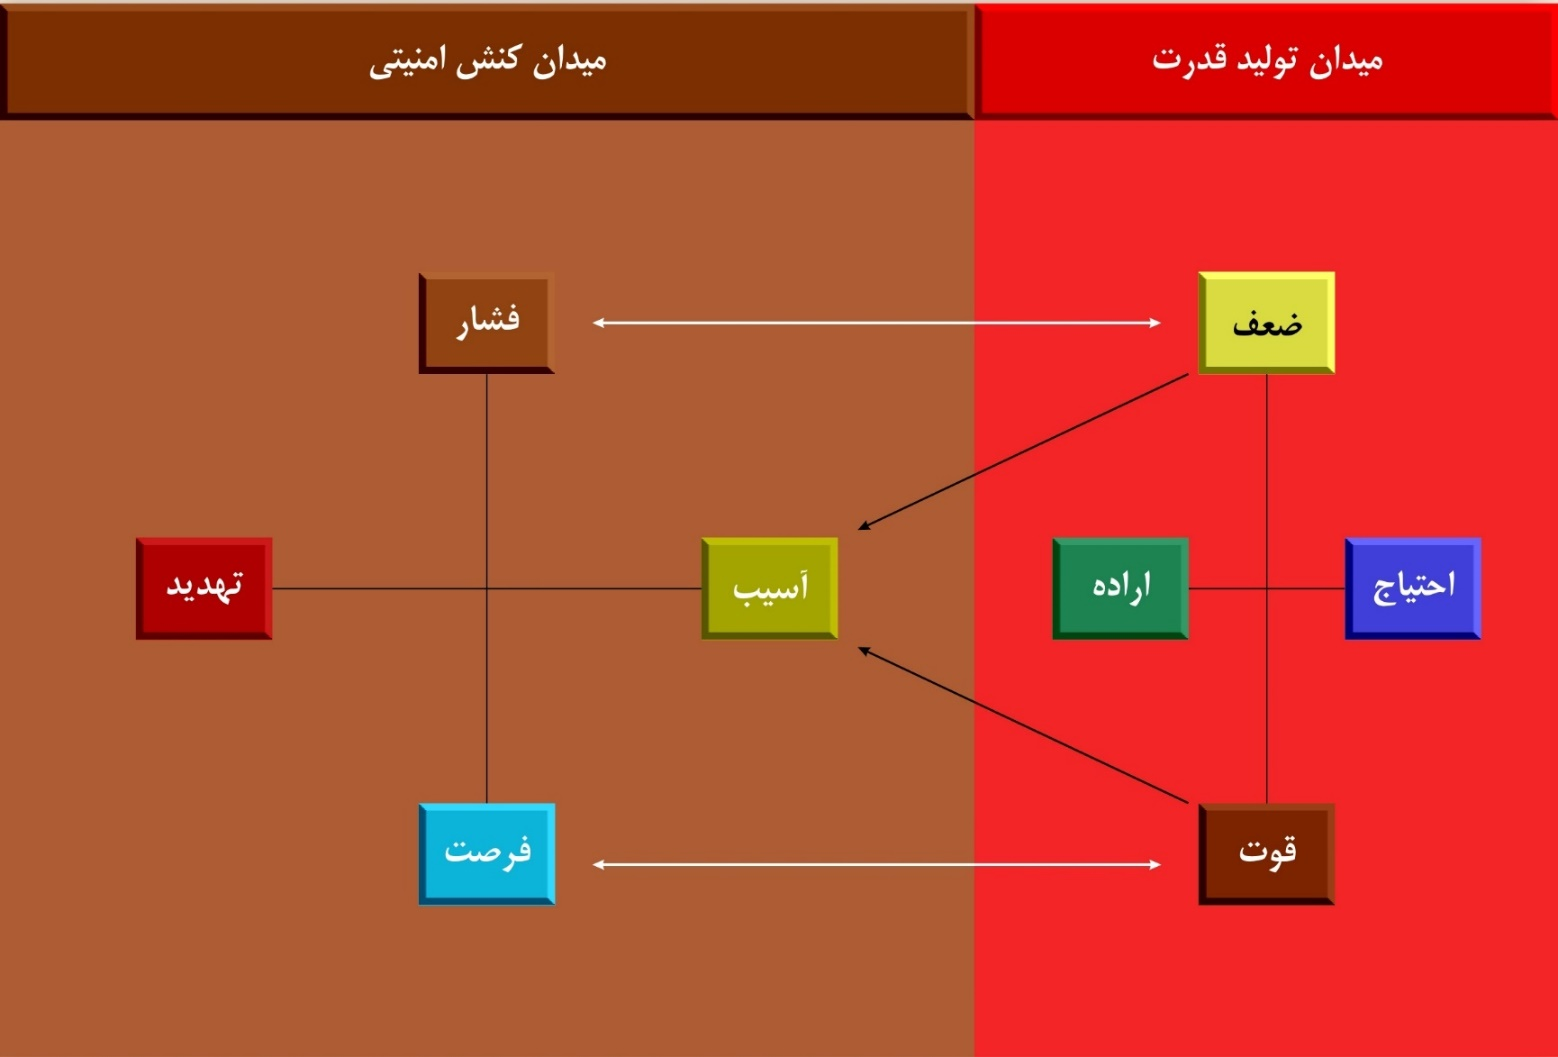 میدان تولید قدرت
میدان کنش امنیتی
ضعف
فشار
احتیاج
اراده
آسیب
تهدید
قوت
فرصت